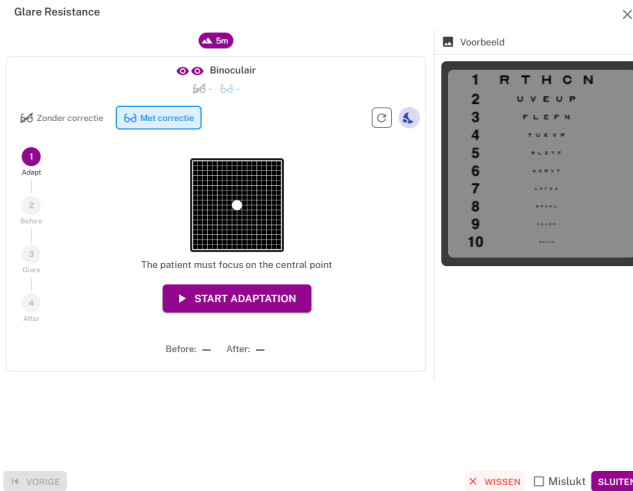 Glare Resistance
5m
Binoculair
- -
Zonder correctie Met correctie
1
Adapt
2
Before
3
Glare
4
After
The patient must focus on the central point
START ADAPTATION
Before: — After: —
Voorbeeld
1 R T H C N
2 U V E U P
3 F L E F N
4 T U K V P
5
6
7
8
9
10
VORIGE
WISSEN Mislukt SLUITEN